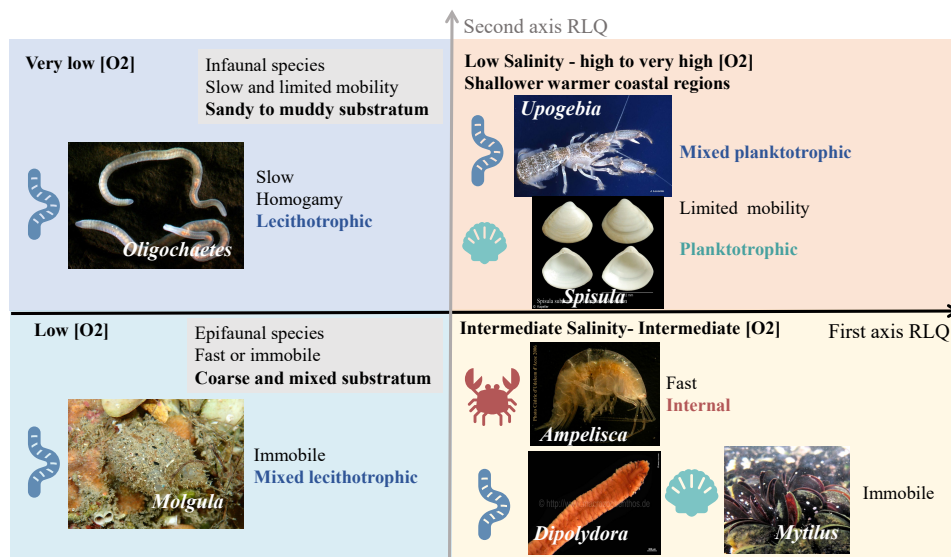 Second axis RLQ
Very low [O2]
Infaunal species
Slow and limited mobility
Sandy to muddy substratum
Slow
Homogamy
Lecithotrophic
Oligochaetes
Low Salinity - high to very high [O2]
Shallower warmer coastal regions
Upogebia
Mixed planktotrophic
Limited mobility
Planktotrophic
Spisula
First axis RLQ
Low [O2]
Epifaunal species
Fast or immobile
Coarse and mixed substratum
Immobile
Mixed lecithotrophic
Molgula
Intermediate Salinity- Intermediate [O2]
Fast
Internal
Ampelisca
Dipolydora
Mytilus
Immobile